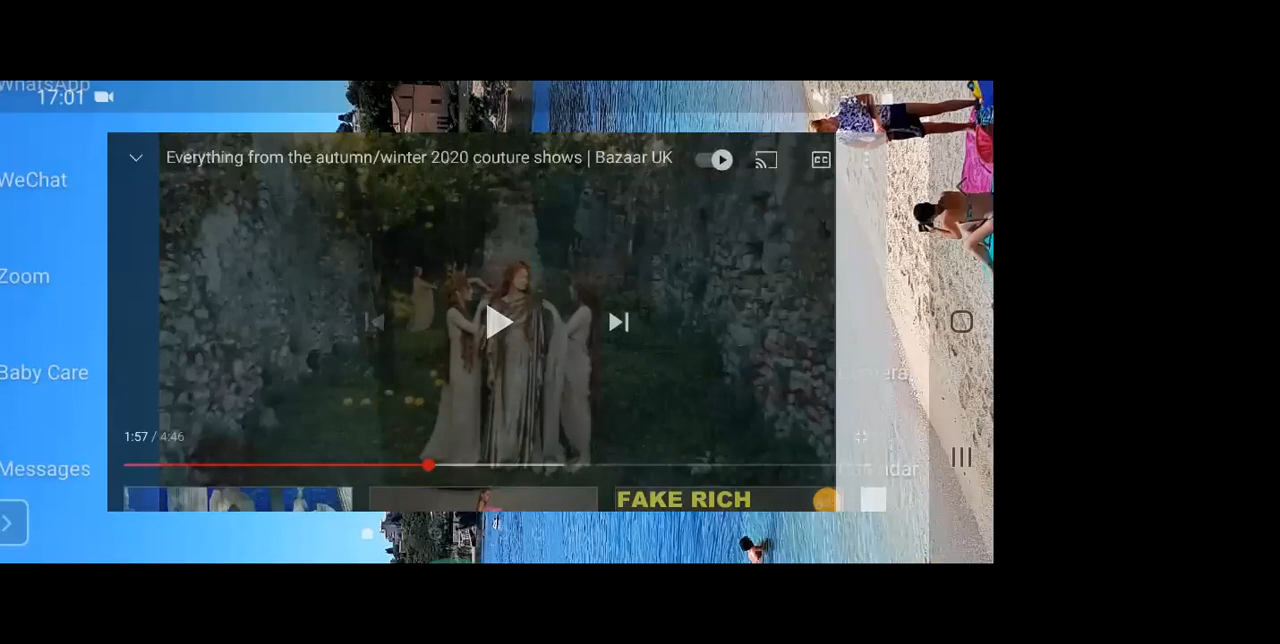 WhatsApp
17:01
Everything from the autumn/winter 2020 couture shows | Bazaar UK
CC
WeChat
Zoom
Baby Care
1:57 / 4:46
Messages
FAKE RICH